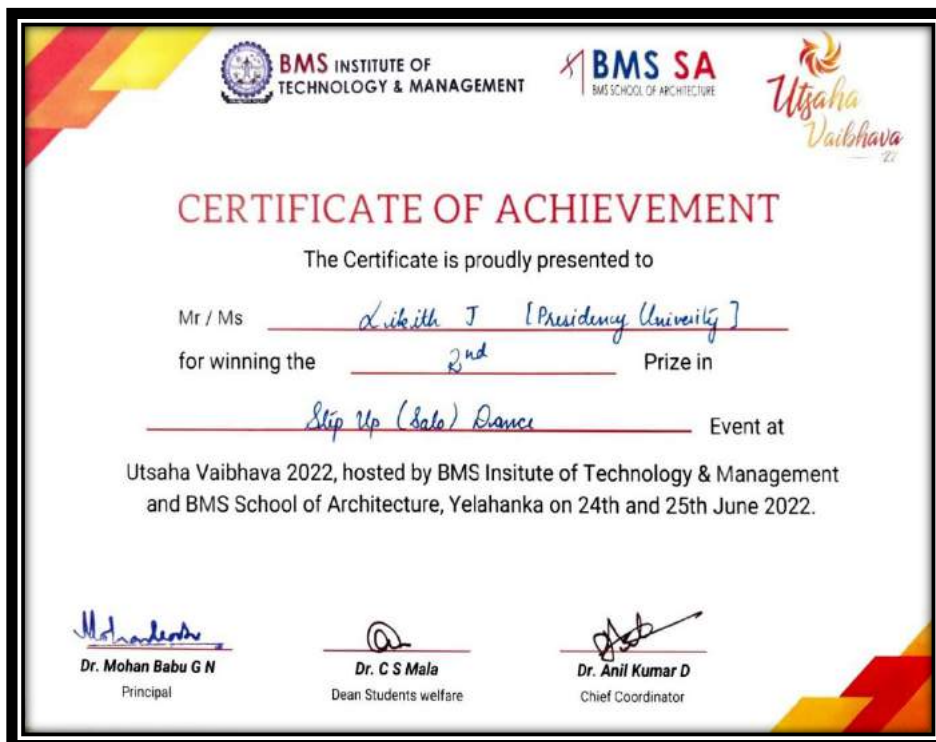 BMS INSTITUTE OF
TECHNOLOGY & MANAGEMENT
BMS SA
BMS SCHOOL OF ARCHITECTURE
Utsaha
Vaibhava
22
CERTIFICATE OF ACHIEVEMENT
The Certificate is proudly presented to
Mr / Ms Likith J [Presidency Univerity]
for winning the 2nd Prize in
Step Up (Solo) Dance Event at
Utsaha Vaibhava 2022, hosted by BMS Insitute of Technology & Management
and BMS School of Architecture, Yelahanka on 24th and 25th June 2022.
Dr. Mohan Babu G N
Principal
Dr. C S Mala
Dean Students welfare
Dr. Anil Kumar D
Chief Coordinator